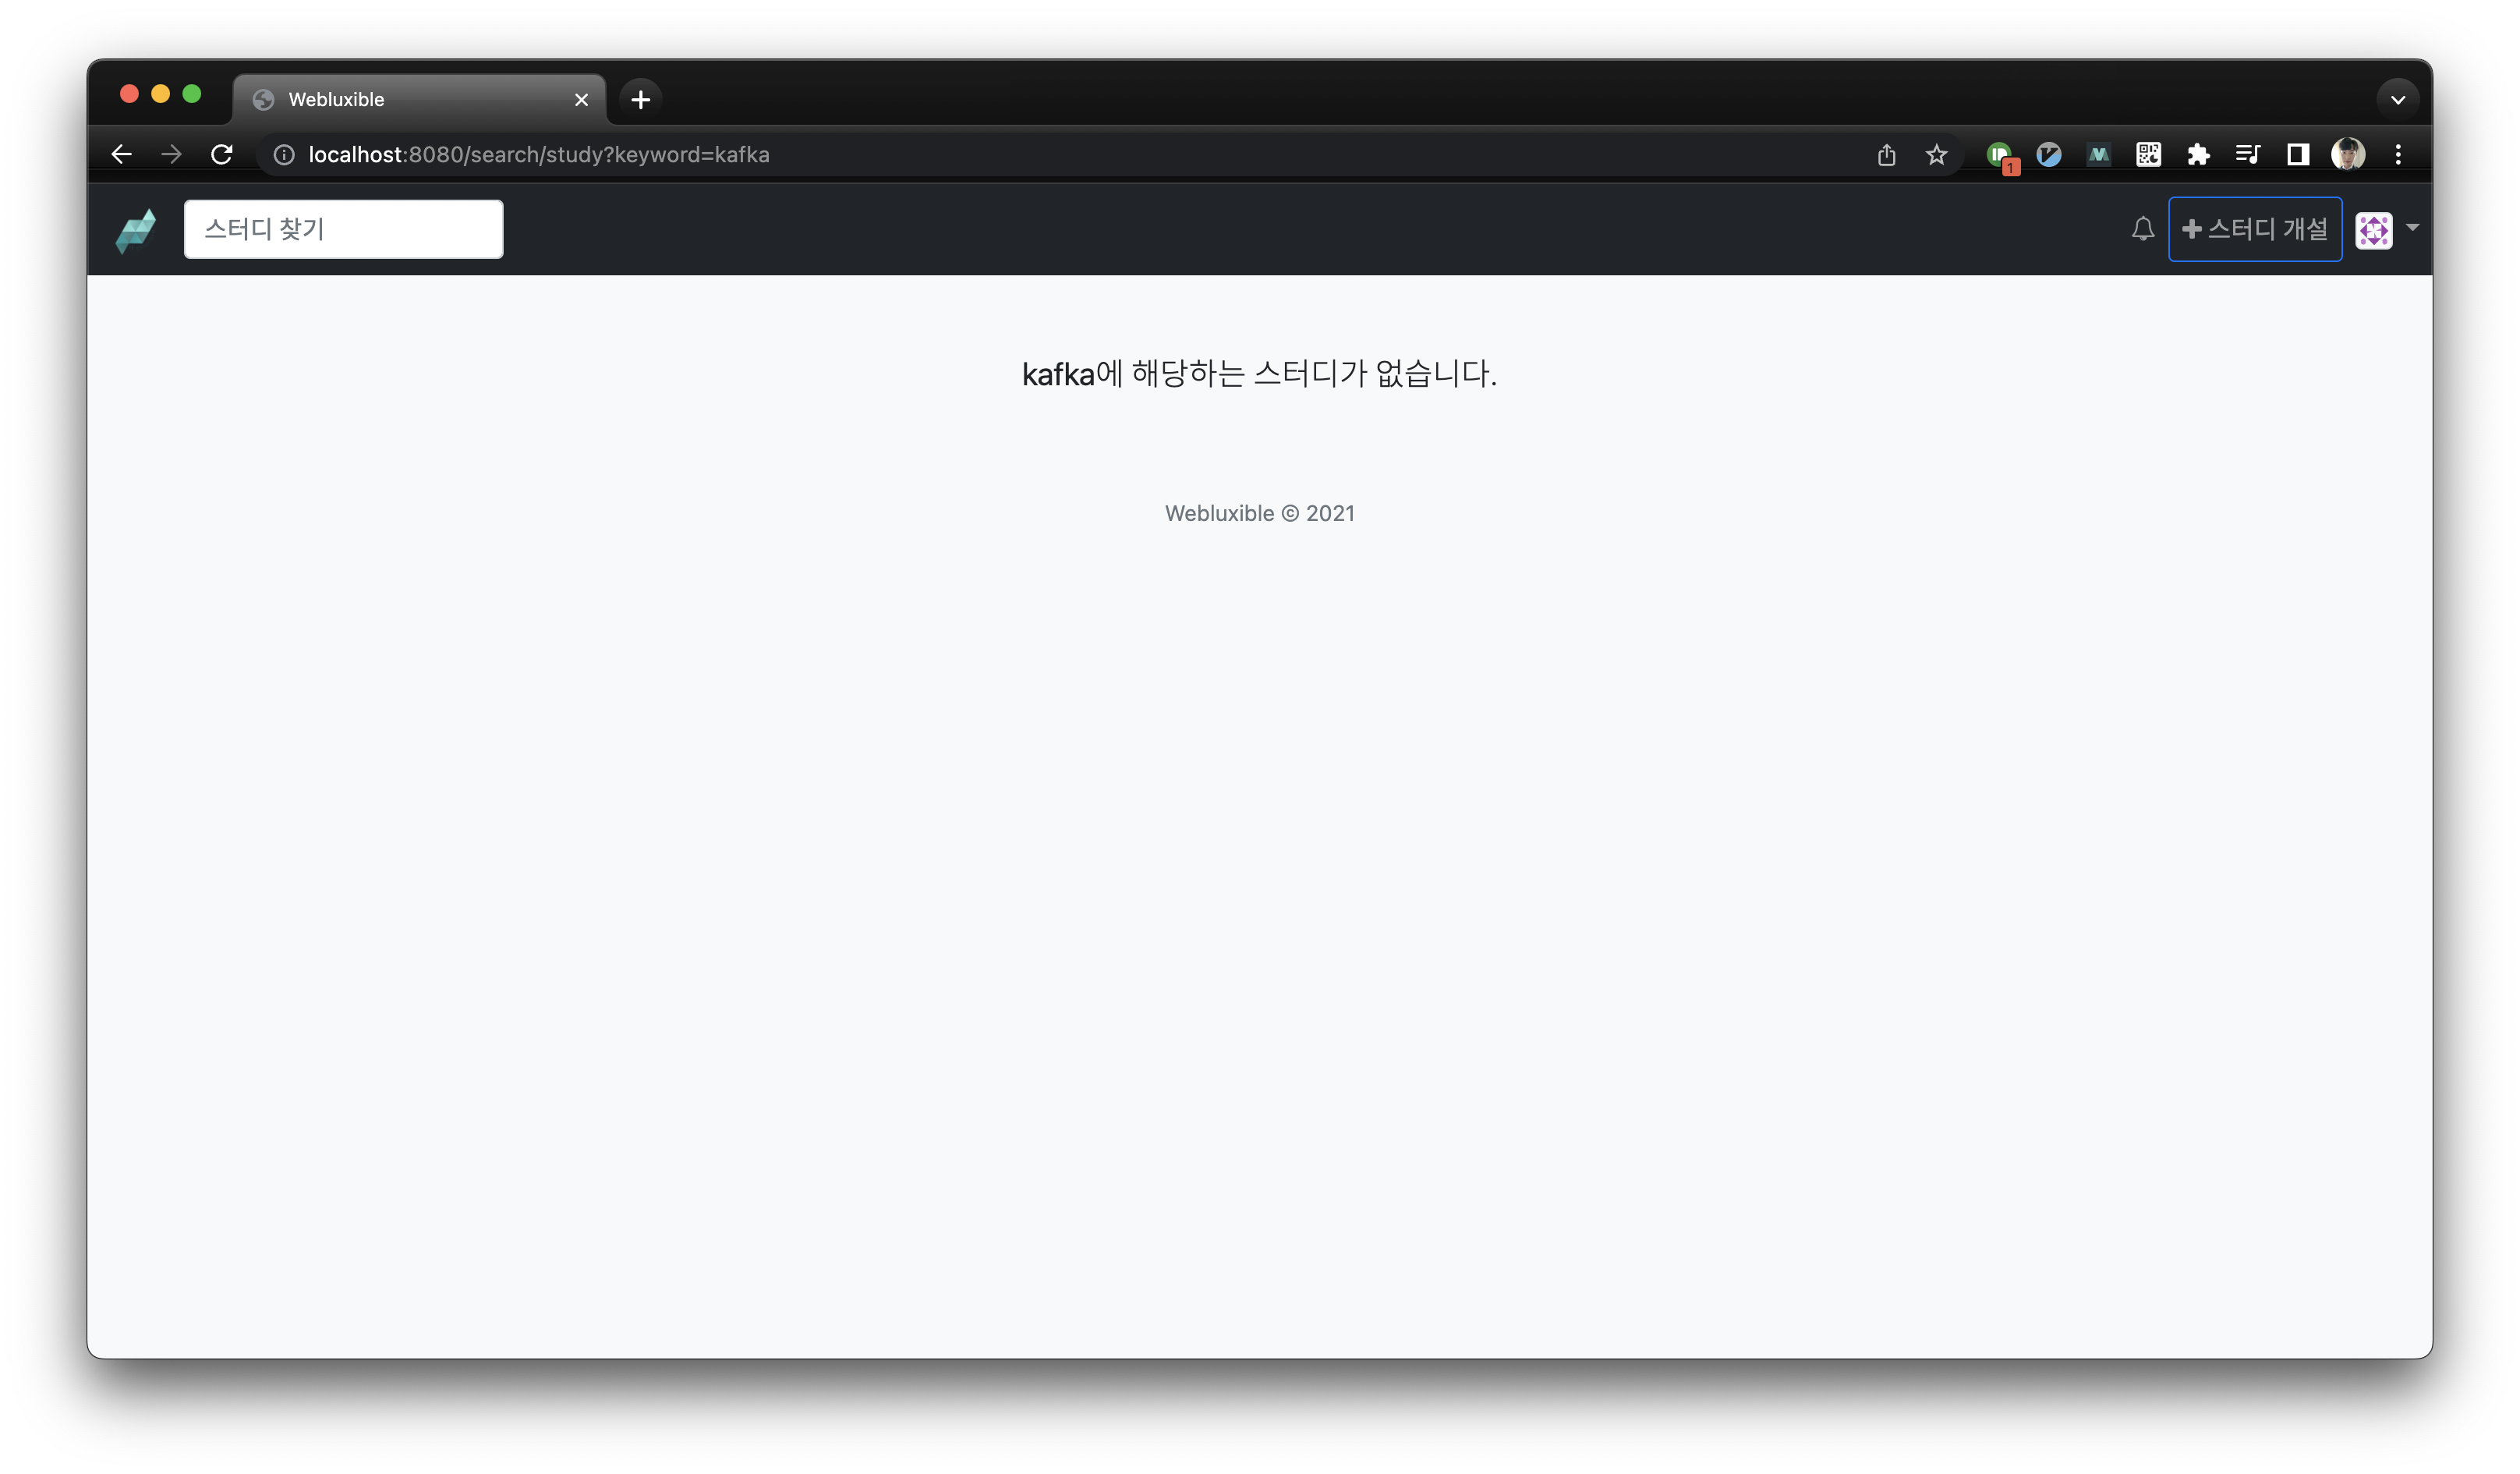 Webluxible
localhost:8080/search/study?keyword=kafka
1
스터디 찾기
스터디 개설
kafka에 해당하는 스터디가 없습니다.
Webluxible © 2021